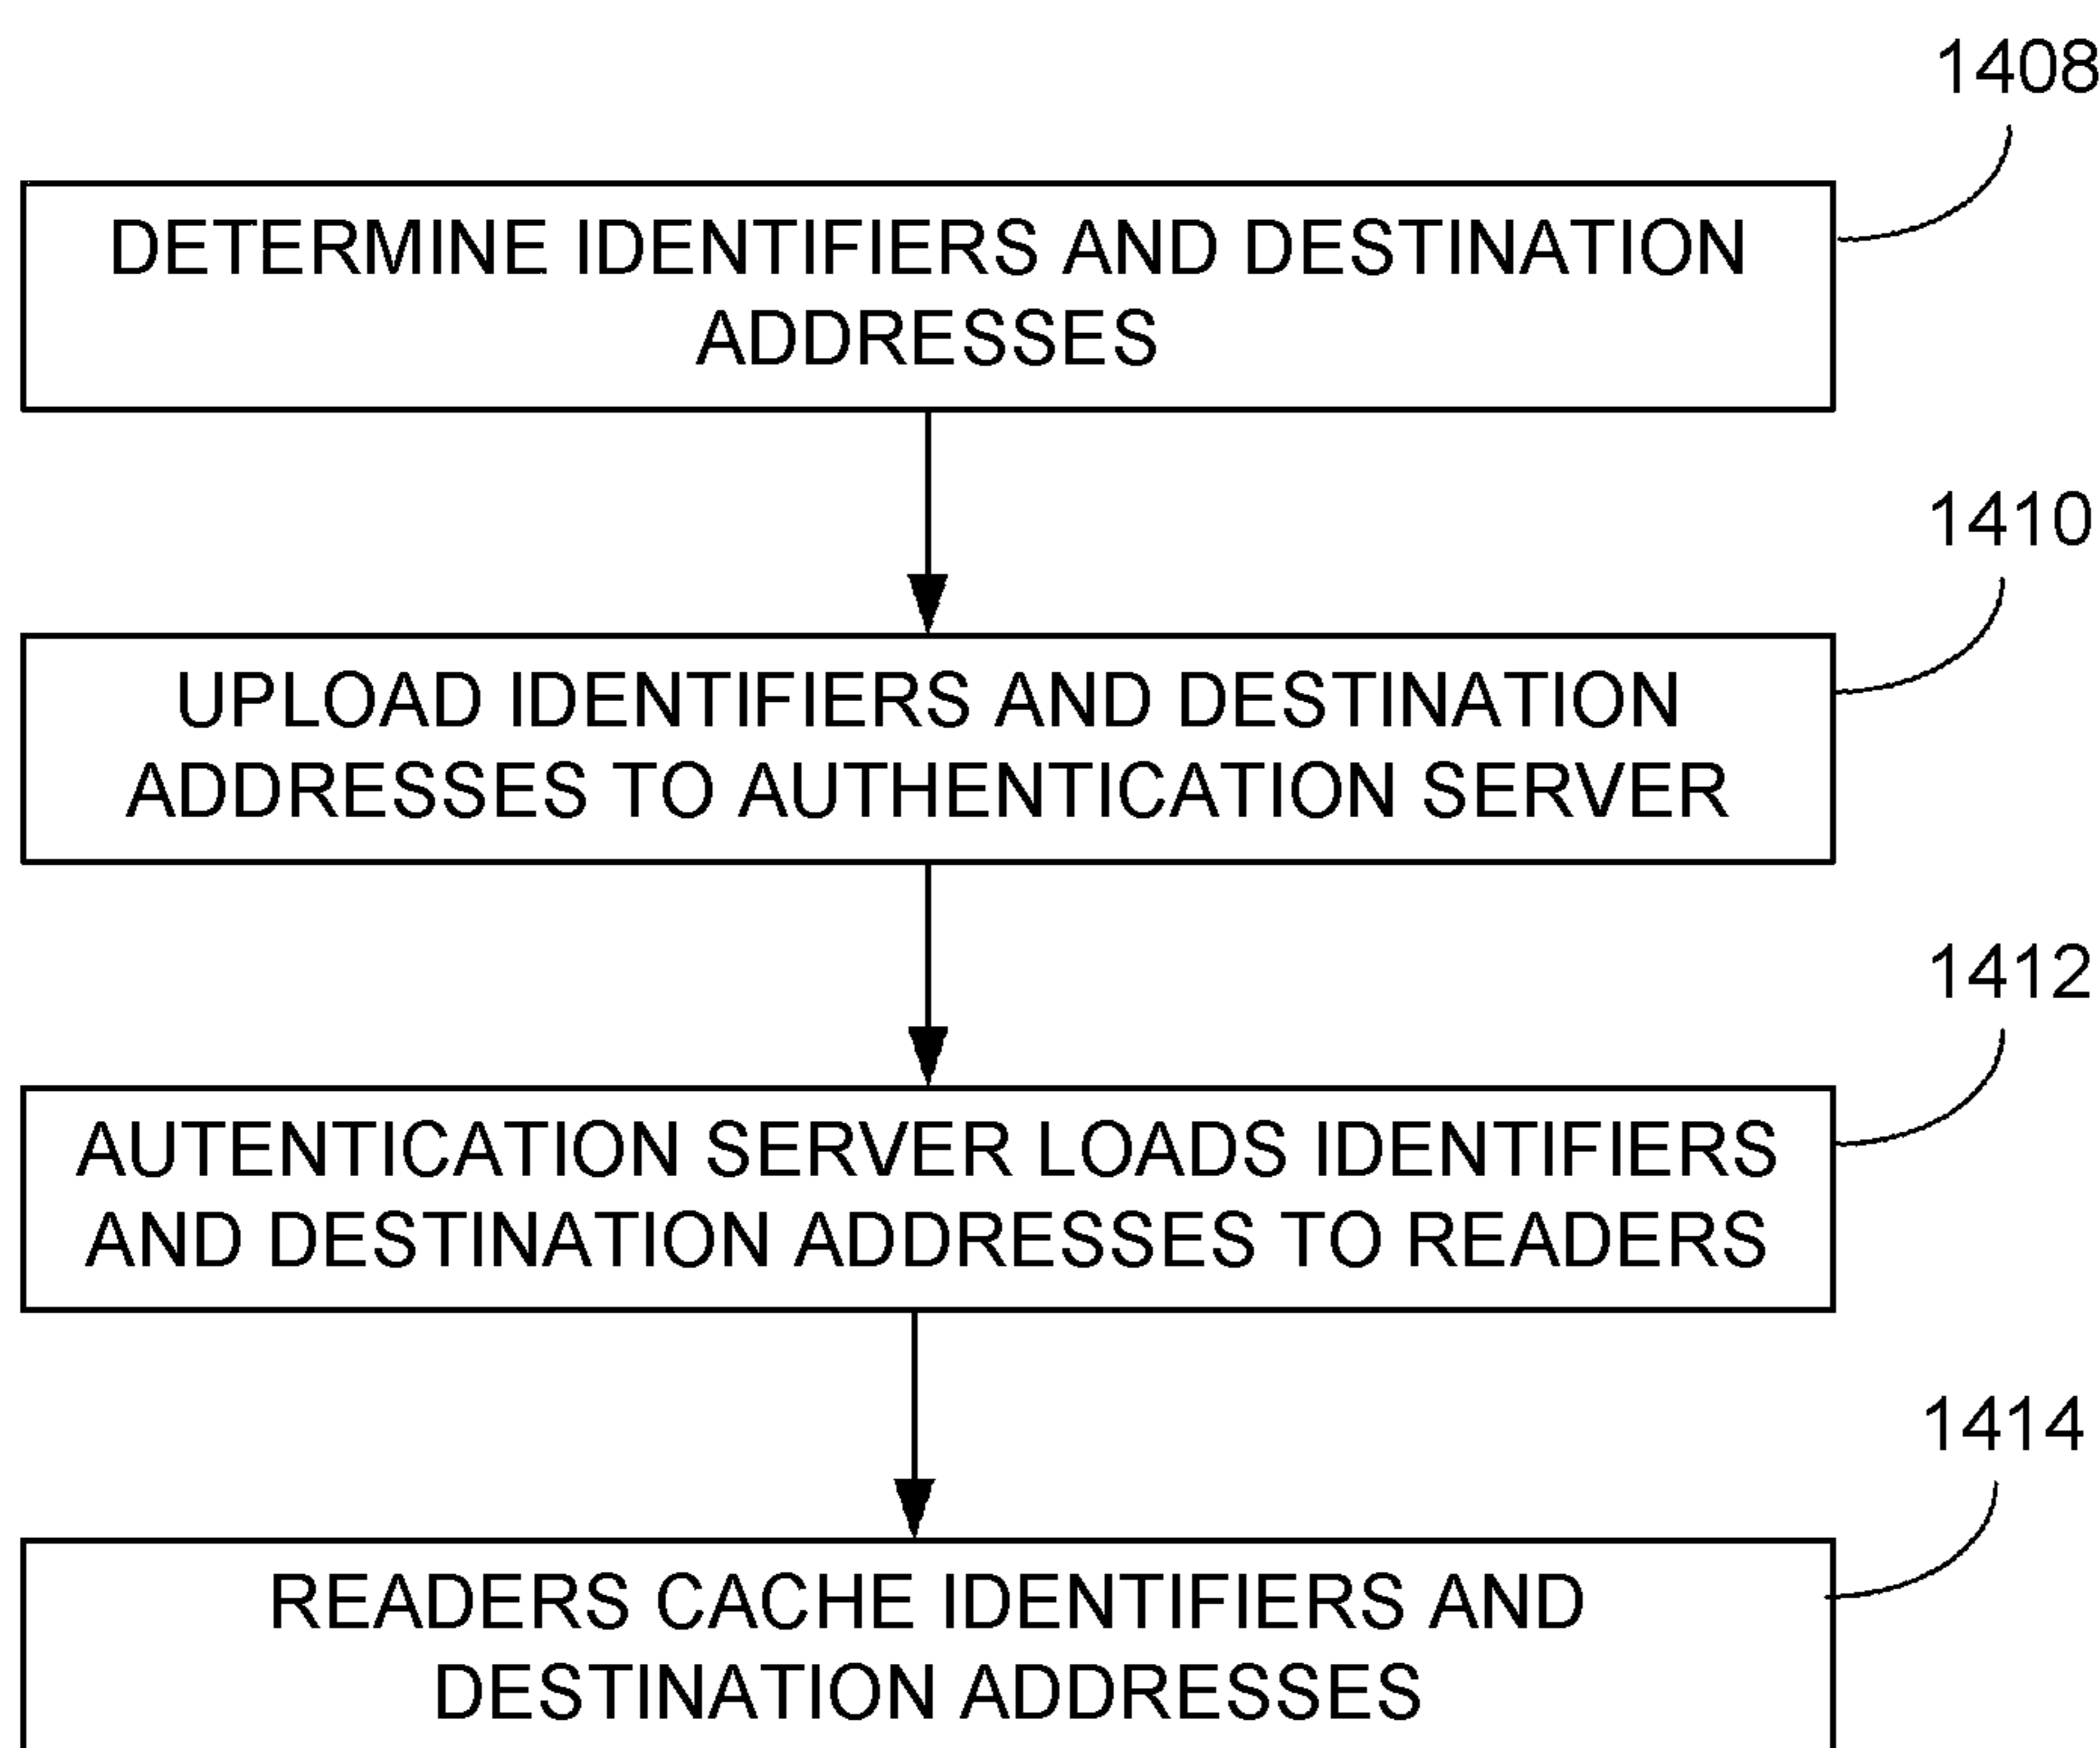 1408
DETERMINE IDENTIFIERS AND DESTINATION
ADDRESSES
1410
UPLOAD IDENTIFIERS AND DESTINATION
ADDRESSES TO AUTHENTICATION SERVER
1412
AUTENTICATION SERVER LOADS IDENTIFIERS
AND DESTINATION ADDRESSES TO READERS
1414
READERS CACHE IDENTIFIERS AND
DESTINATION ADDRESSES